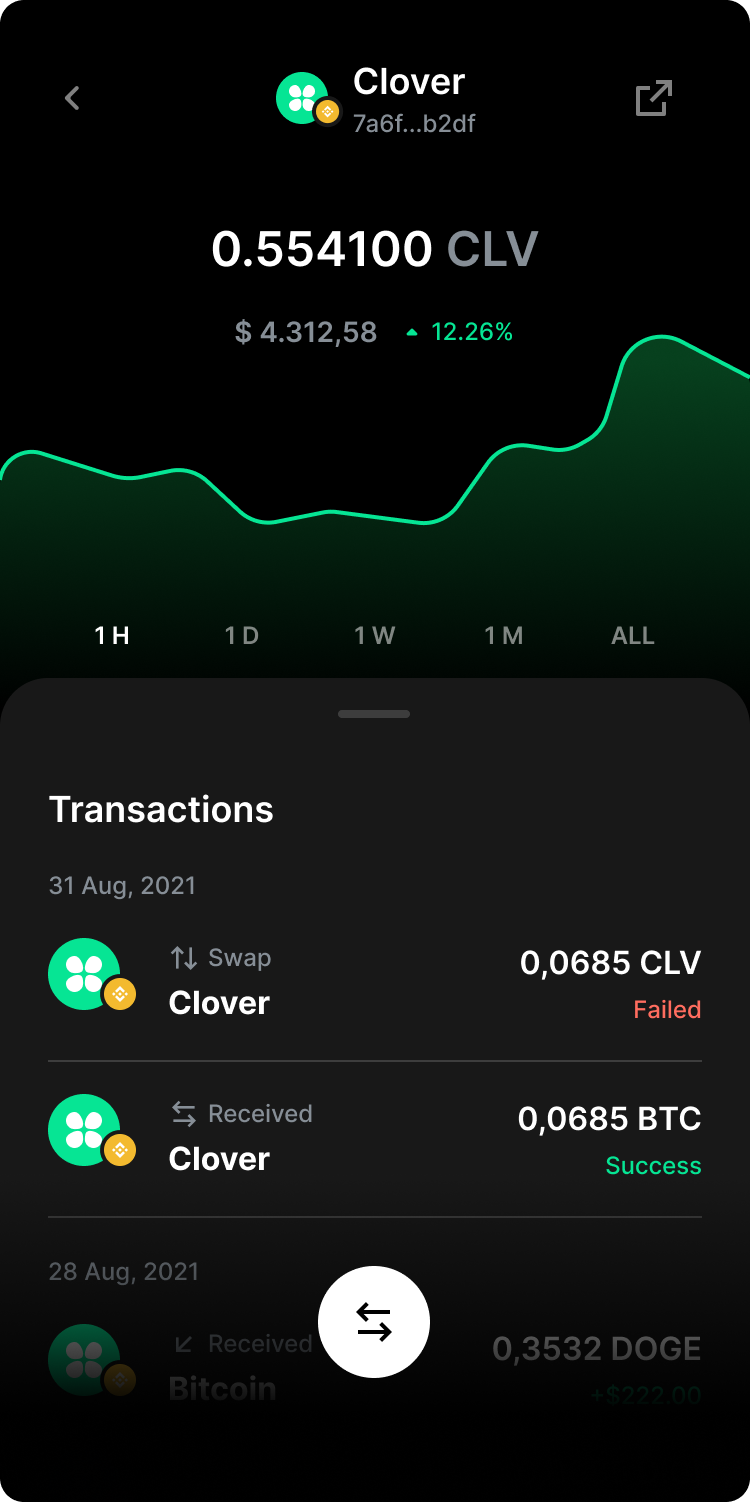 Clover
7a6f...b2df
0.554100 CLV
$ 4.312,58 12.26%
1 H 1 D 1 W 1 M ALL
Transactions
31 Aug, 2021
Swap
Clover
0,0685 CLV
Failed
Received
Clover
0,0685 BTC
Success
28 Aug, 2021
Received
Bitcoin
0,3532 DOGE
+$222.00